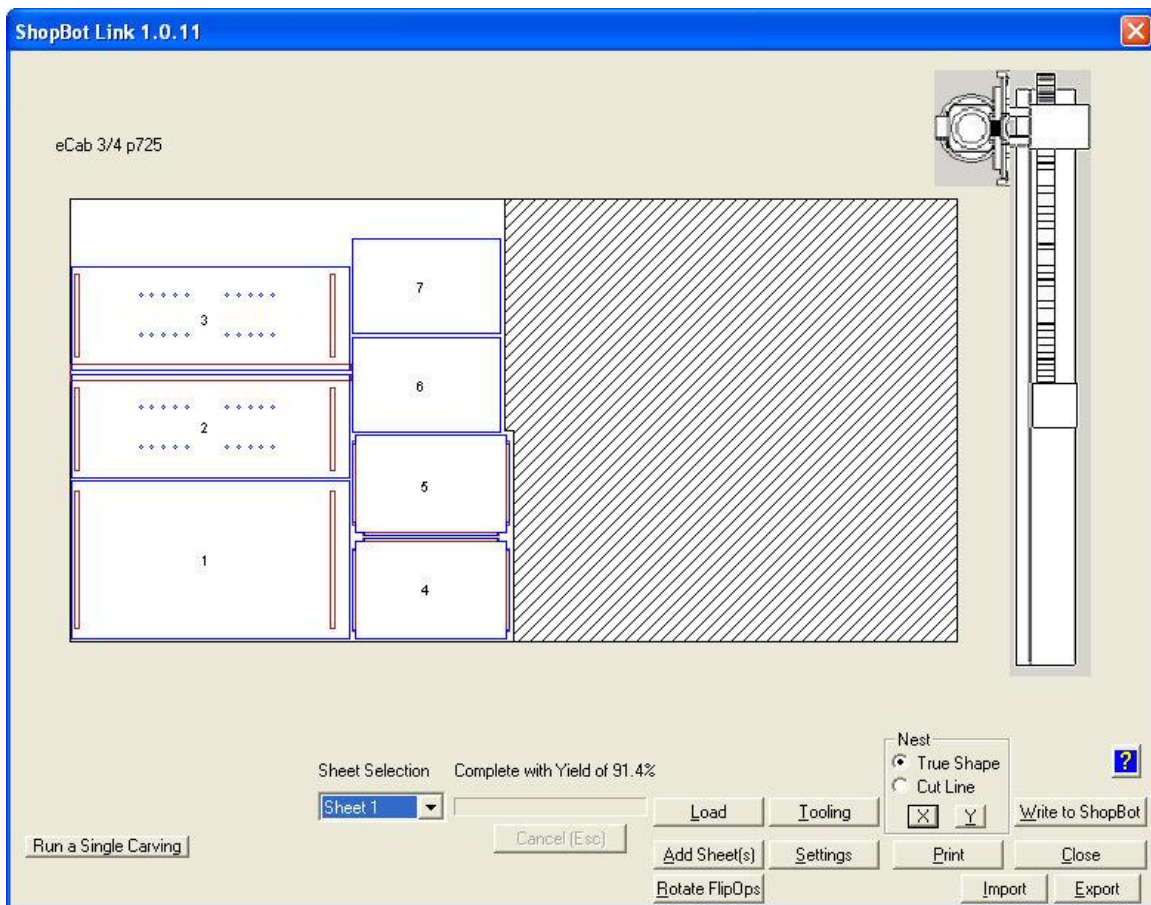 ShopBot Link 1.0.11
eCab 3/4 p725
7
3
6
2
5
1
4
Nest
True Shape
Cut Line
X Y
?
Sheet Selection Complete with Yield of 91.4%
Sheet 1
Load Tooling Write to ShopBot
Cancel (Esc)
Run a Single Carving
Add Sheet(s) Settings Print Close
Rotate FlipOps Import Export